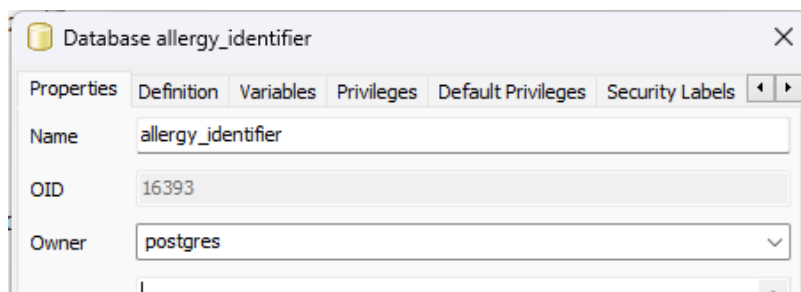 Database allergy_identifier
Properties Definition Variables Privileges Default Privileges Security Labels
Name allergy_identifier
OID 16393
Owner postgres